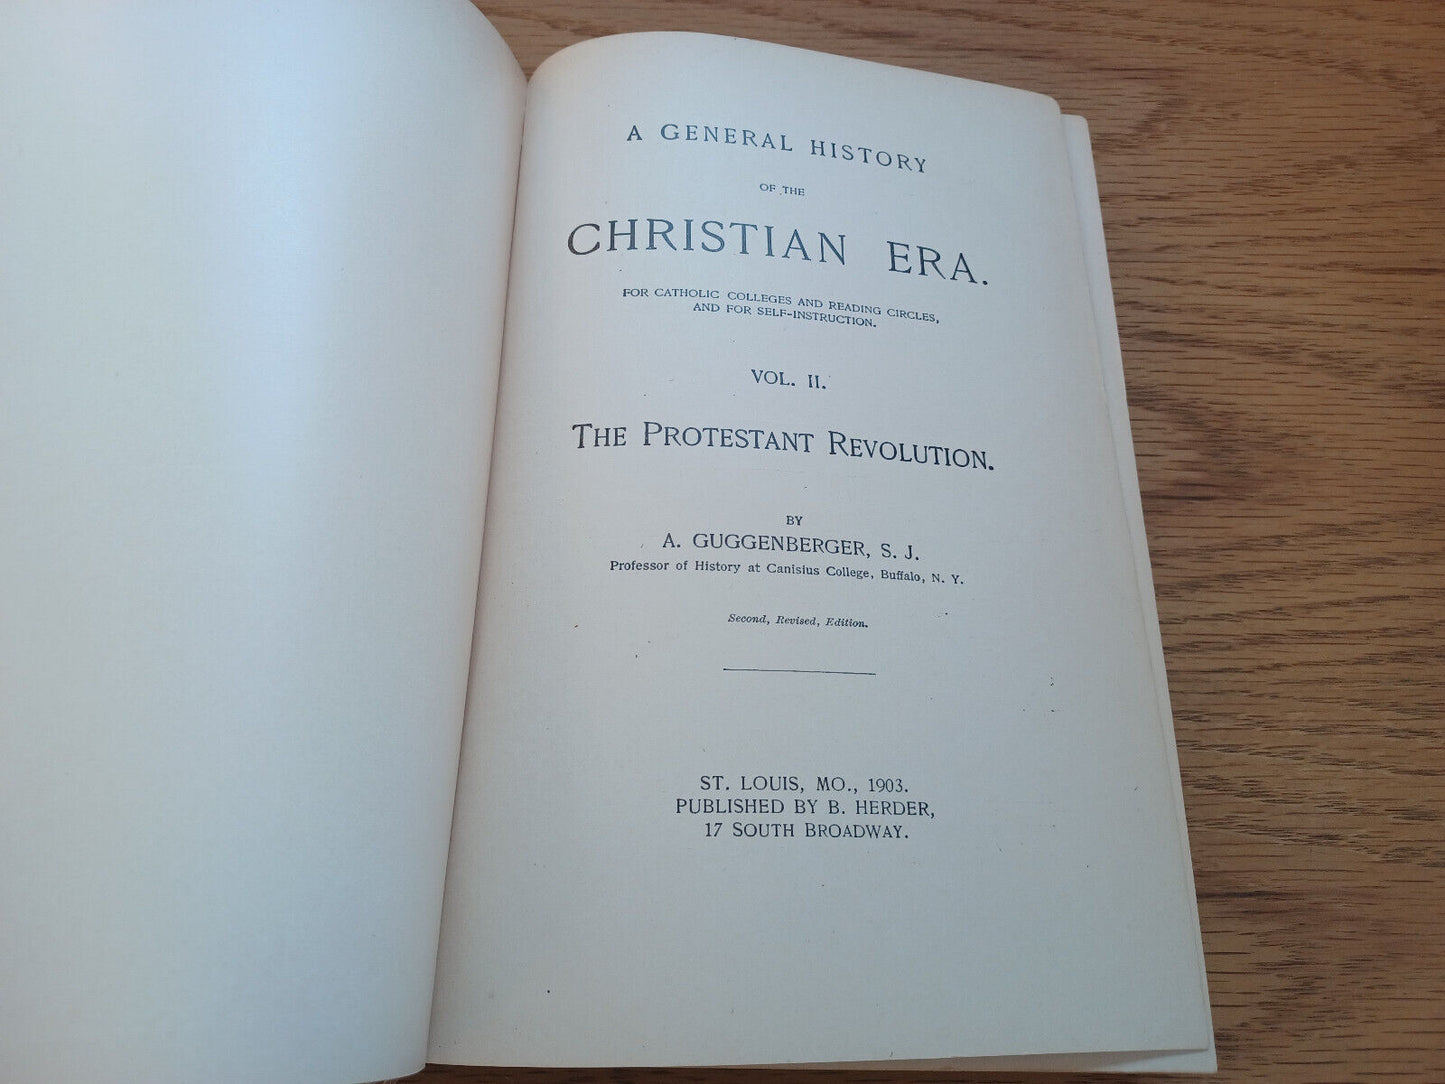 A GENERAL HISTORY
OF THE
CHRISTIAN ERA.
FOR CATHOLIC COLLEGES AND READING CIRCLES,
AND FOR SELF-INSTRUCTION.
VOL. II.
THE PROTESTANT REVOLUTION.
BY
A. GUGGENBERGER, S. J.
Professor of History at Canisius College, Buffalo, N. Y.
Second, Revised, Edition.
ST. LOUIS, MO., 1903.
PUBLISHED BY B. HERDER,
17 SOUTH BROADWAY.